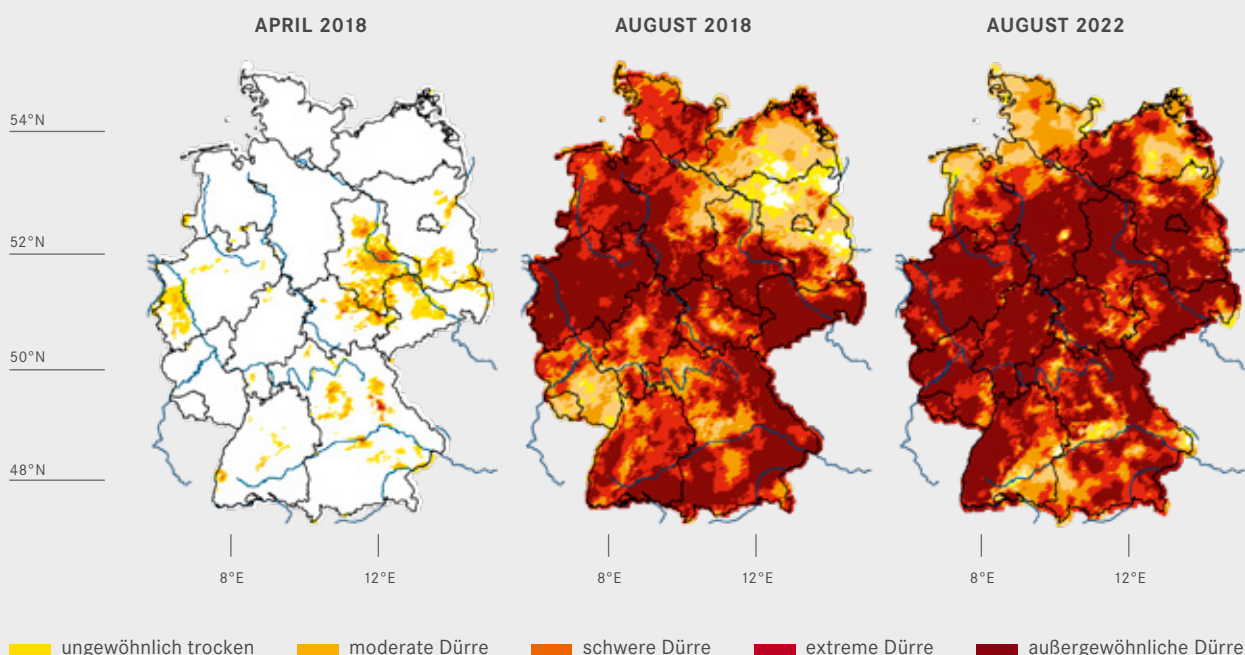 APRIL 2018 AUGUST 2018 AUGUST 2022
54°N
52°N
50°N
48°N
8°E 12°E 8°E 12°E 8°E 12°E
ungewöhnlich trocken moderate Dürre schwere Dürre extreme Dürre außergewöhnliche Dürre